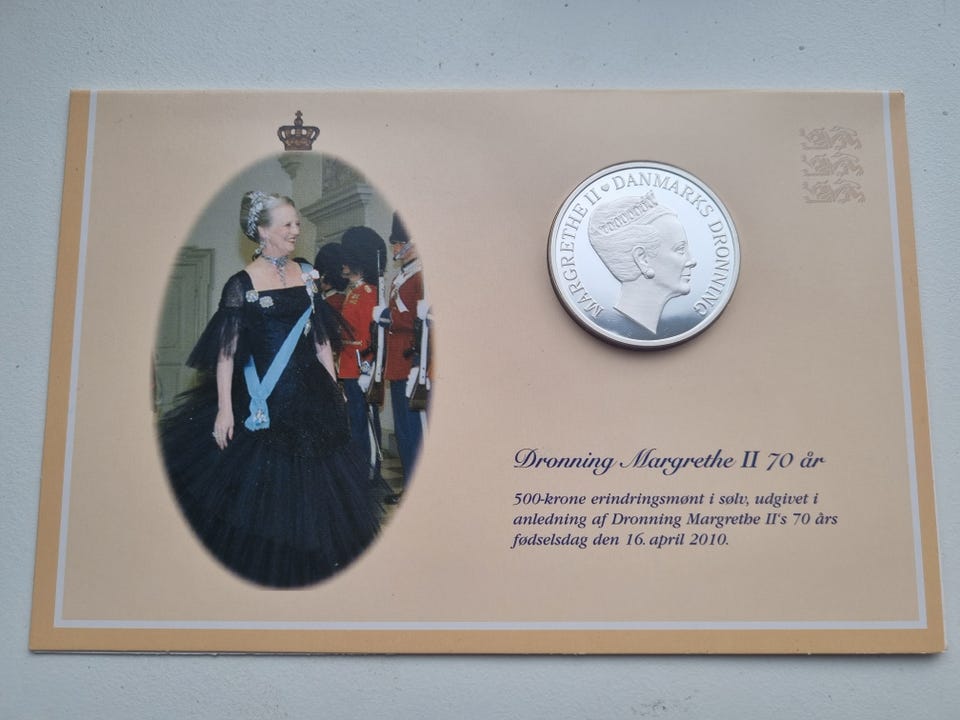 MARGRETHE II ♥ DANMARKS DRONNING
Dronning Margrethe II 70 år
500-krone erindringsmønt i sølv, udgivet i
anledning af Dronning Margrethe II's 70 års
fødselsdag den 16. april 2010.